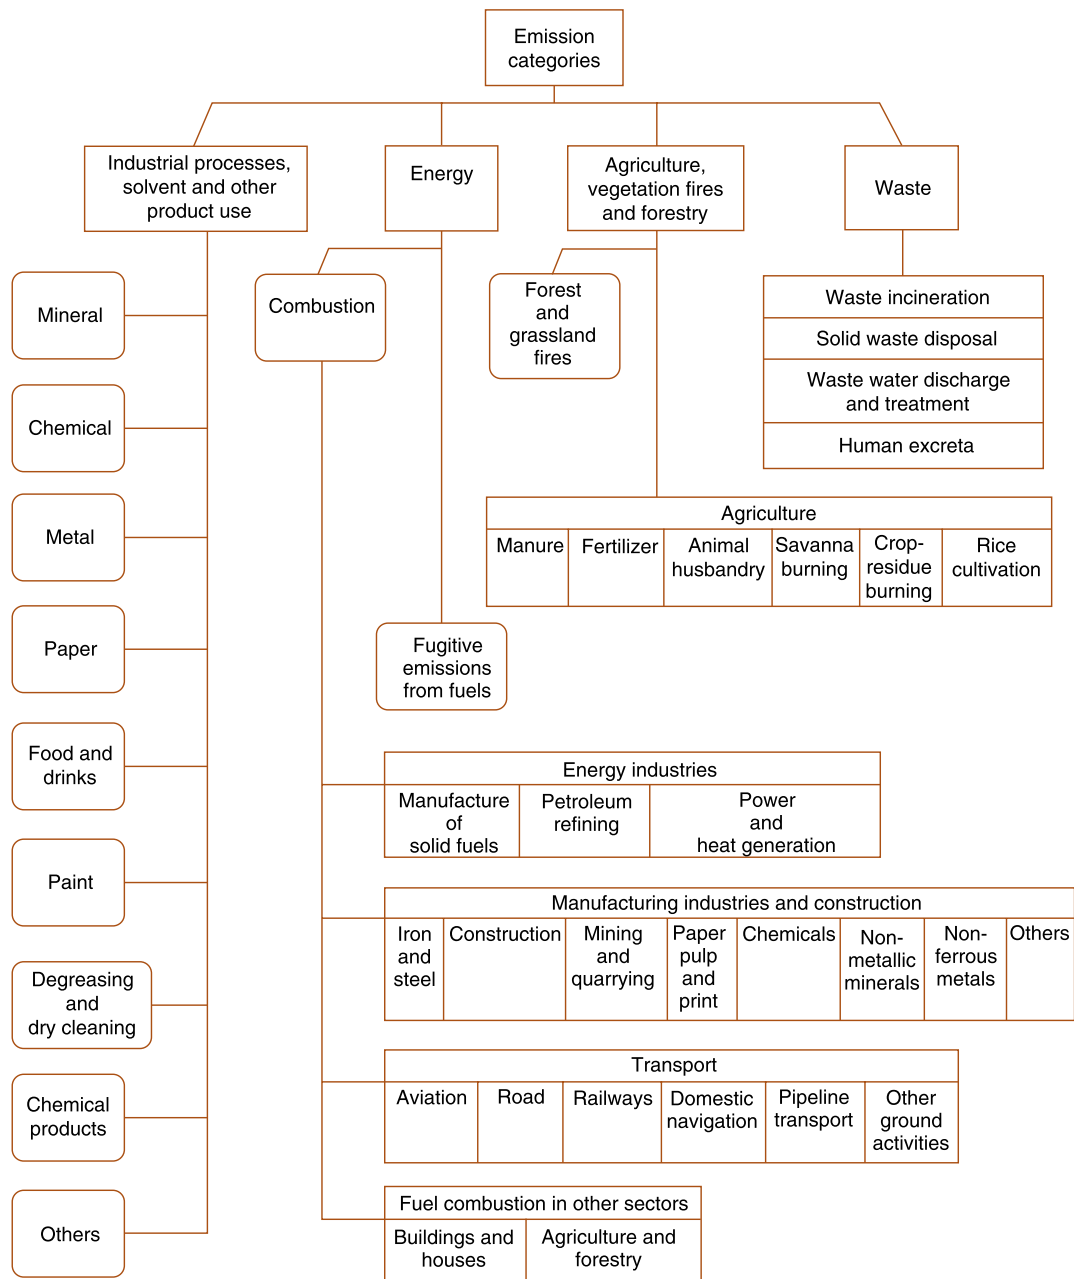 Emission
categories
Industrial processes,
solvent and other
product use
Energy
Agriculture,
vegetation fires
and forestry
Waste
Mineral
Chemical
Metal
Paper
Food and
drinks
Paint
Degreasing
and
dry cleaning
Chemical
products
Others
Combustion
Fugitive
emissions
from fuels
Forest
and
grassland
fires
Waste incineration
Solid waste disposal
Waste water discharge
and treatment
Human excreta
Agriculture
Manure
Fertilizer
Animal
husbandry
Savanna
burning
Crop-
residue
burning
Rice
cultivation
Energy industries
Manufacture
of
solid fuels
Petroleum
refining
Power
and
heat generation
Manufacturing industries and construction
Iron
and
steel
Construction
Mining
and
quarrying
Paper
pulp
and
print
Chemicals
Non-
metallic
minerals
Non-
ferrous
metals
Others
Transport
Aviation
Road
Railways
Domestic
navigation
Pipeline
transport
Other
ground
activities
Fuel combustion in other sectors
Buildings and
houses
Agriculture and
forestry